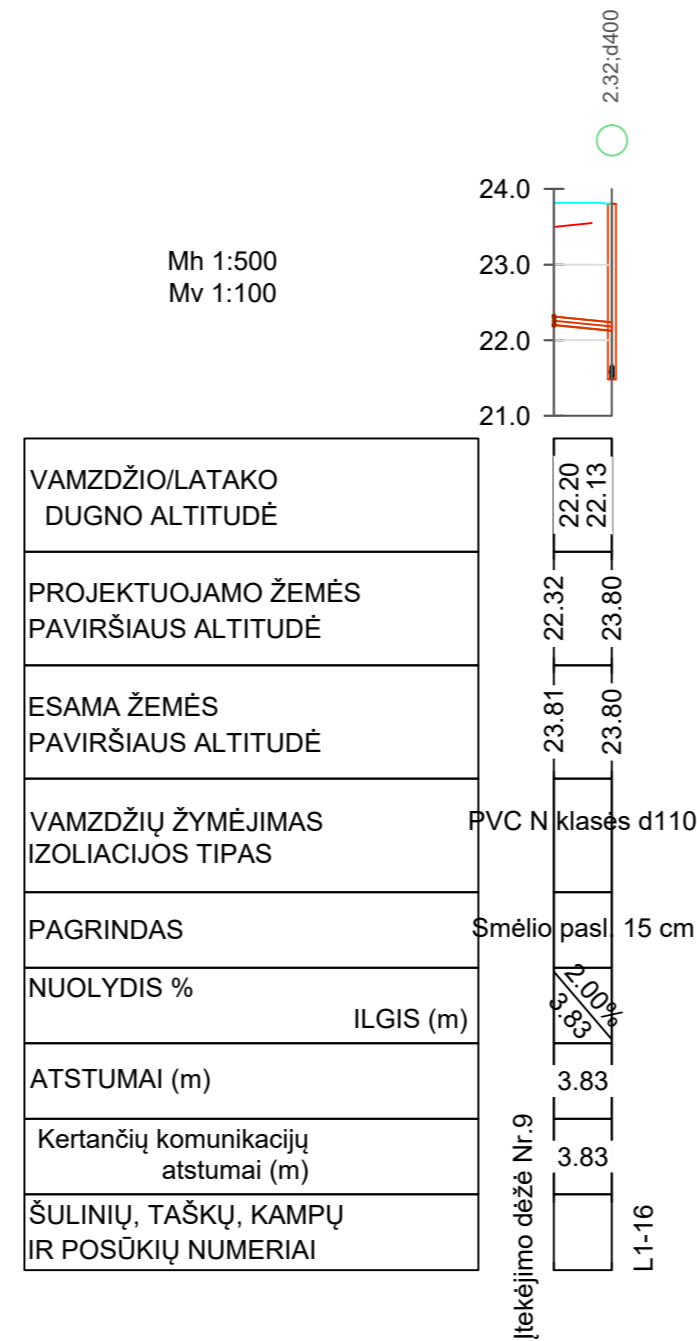 2.32;d400
Mh 1:500
Mv 1:100
24.0
23.0
22.0
21.0
VAMZDŽIO/LATAKO
DUGNO ALTITUDĖ
22.20
22.13
PROJEKTUOJAMO ŽEMĖS
PAVIRŠIAUS ALTITUDĖ
22.32
23.80
ESAMA ŽEMĖS
PAVIRŠIAUS ALTITUDĖ
23.81
23.80
VAMZDŽIŲ ŽYMĖJIMAS
IZOLIACIJOS TIPAS
PVC N klasės d110
PAGRINDAS
Smėlio pasl. 15 cm
NUOLYDIS %
ILGIS (m)
2.00%
3.83
ATSTUMAI (m)
3.83
Kertančių komunikacijų
atstumai (m)
3.83
ŠULINIŲ, TAŠKŲ, KAMPŲ
IR POSŪKIŲ NUMERIAI
Įtekėjimo dėžė Nr.9
L1-16